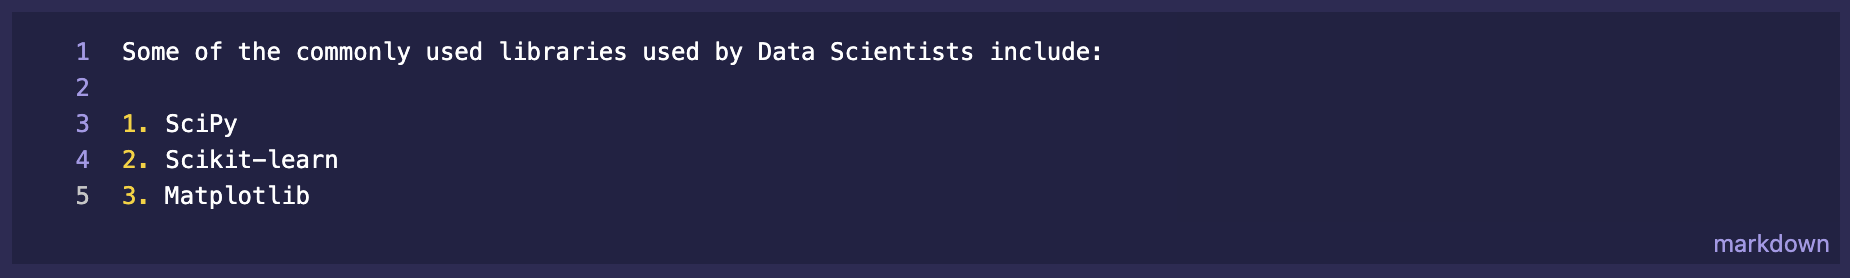 1 Some of the commonly used libraries used by Data Scientists include:
2
3 1. SciPy
4 2. Scikit-learn
5 3. Matplotlib
markdown